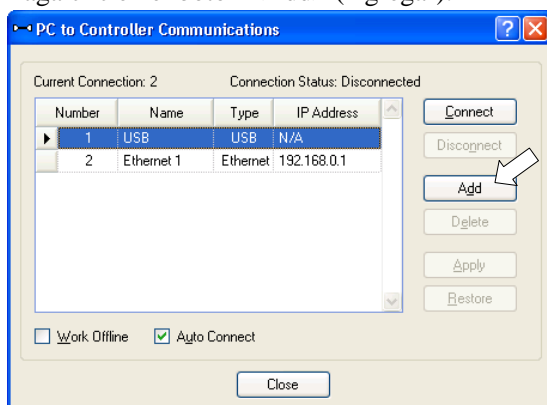 PC to Controller Communications
Current Connection: 2 Connection Status: Disconnected
Number Name Type IP Address
1 USB USB N/A
2 Ethernet 1 Ethernet 192.168.0.1
Connect
Disconnect
Add
Delete
Apply
Restore
Work Offline Auto Connect
Close